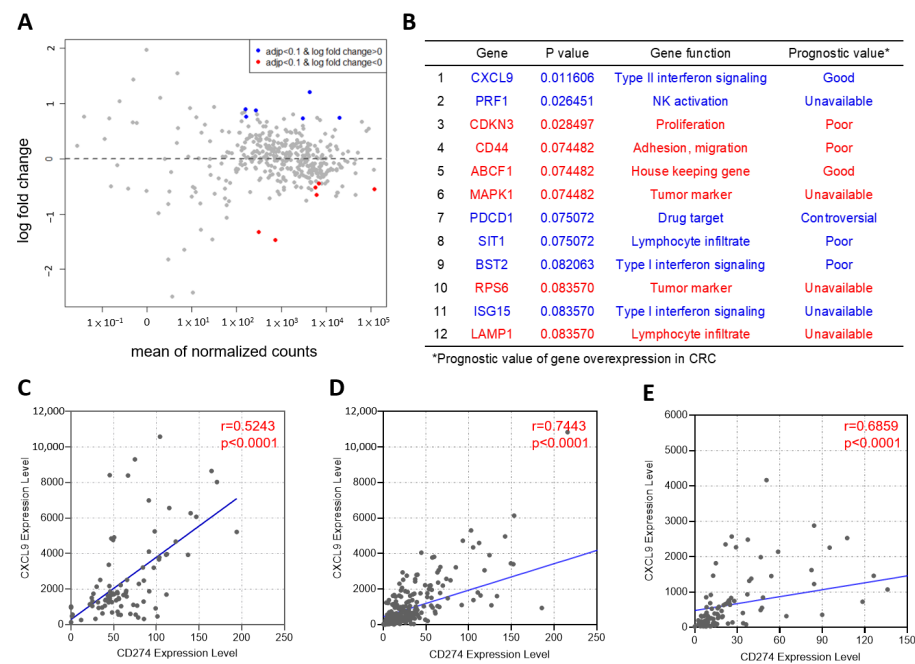 A
adjp<0.1 & log fold change>0
adjp<0.1 & log fold change<0
log fold change
2
1
0
−1
−2
1×10⁻¹ 0 1×10¹ 1×10² 1×10³ 1×10⁴ 1×10⁵
mean of normalized counts
B
Gene P value Gene function Prognostic value*
1 CXCL9 0.011606 Type II interferon signaling Good
2 PRF1 0.026451 NK activation Unavailable
3 CDKN3 0.028497 Proliferation Poor
4 CD44 0.074482 Adhesion, migration Poor
5 ABCF1 0.074482 House keeping gene Good
6 MAPK1 0.074482 Tumor marker Unavailable
7 PDCD1 0.075072 Drug target Controversial
8 SIT1 0.075072 Lymphocyte infiltrate Poor
9 BST2 0.082063 Type I interferon signaling Poor
10 RPS6 0.083570 Tumor marker Unavailable
11 ISG15 0.083570 Type I interferon signaling Unavailable
12 LAMP1 0.083570 Lymphocyte infiltrate Unavailable
*Prognostic value of gene overexpression in CRC
C
r=0.5243
p<0.0001
CXCL9 Expression Level
12,000
10,000
8000
6000
4000
2000
0
0 50 100 150 200 250
CD274 Expression Level
D
r=0.7443
p<0.0001
CXCL9 Expression Level
12,000
10,000
8000
6000
4000
2000
0
0 50 100 150 200 250
CD274 Expression Level
E
r=0.6859
p<0.0001
CXCL9 Expression Level
6000
5000
4000
3000
2000
1000
0
0 30 60 90 120 150
CD274 Expression Level